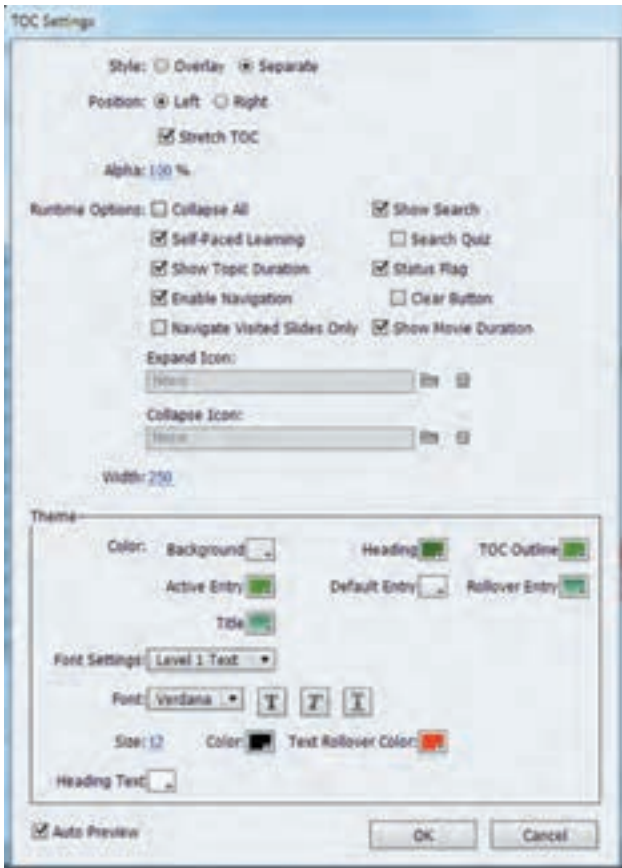 TOC Settings
Style: Overlay Separate
Position: Left Right
Stretch TOC
Alpha: 100 %
Runtime Options: Collapse All Show Search
Self-Paced Learning Search Quiz
Show Topic Duration Status Flag
Enable Navigation Clear Button
Navigate Visited Slides Only Show Movie Duration
Expand Icon:
None
Collapse Icon:
None
Width: 250
Theme
Color: Background Heading TOC Outline
Active Entry Default Entry Rollover Entry
Title
Font Settings: Level 1 Text
Font: Verdana T T T
Size: 12 Color: Text Rollover Color:
Heading Text
Auto Preview OK Cancel